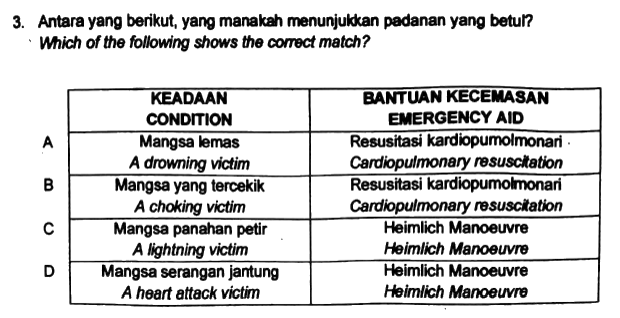 3. Antara yang berikut, yang manakah menunjukkan padanan yang betul?
Which of the following shows the correct match?
KEADAAN BANTUAN KECEMASAN
CONDITION EMERGENCY AID
A Mangsa lemas Resusitasi kardiopumolmonari
A drowning victim Cardiopulmonary resuscitation
B Mangsa yang tercekik Resusitasi kardiopumolmonari
A choking victim Cardiopulmonary resuscitation
C Mangsa panahan petir Heimlich Manoeuvre
A lightning victim Heimlich Manoeuvre
D Mangsa serangan jantung Heimlich Manoeuvre
A heart attack victim Heimlich Manoeuvre